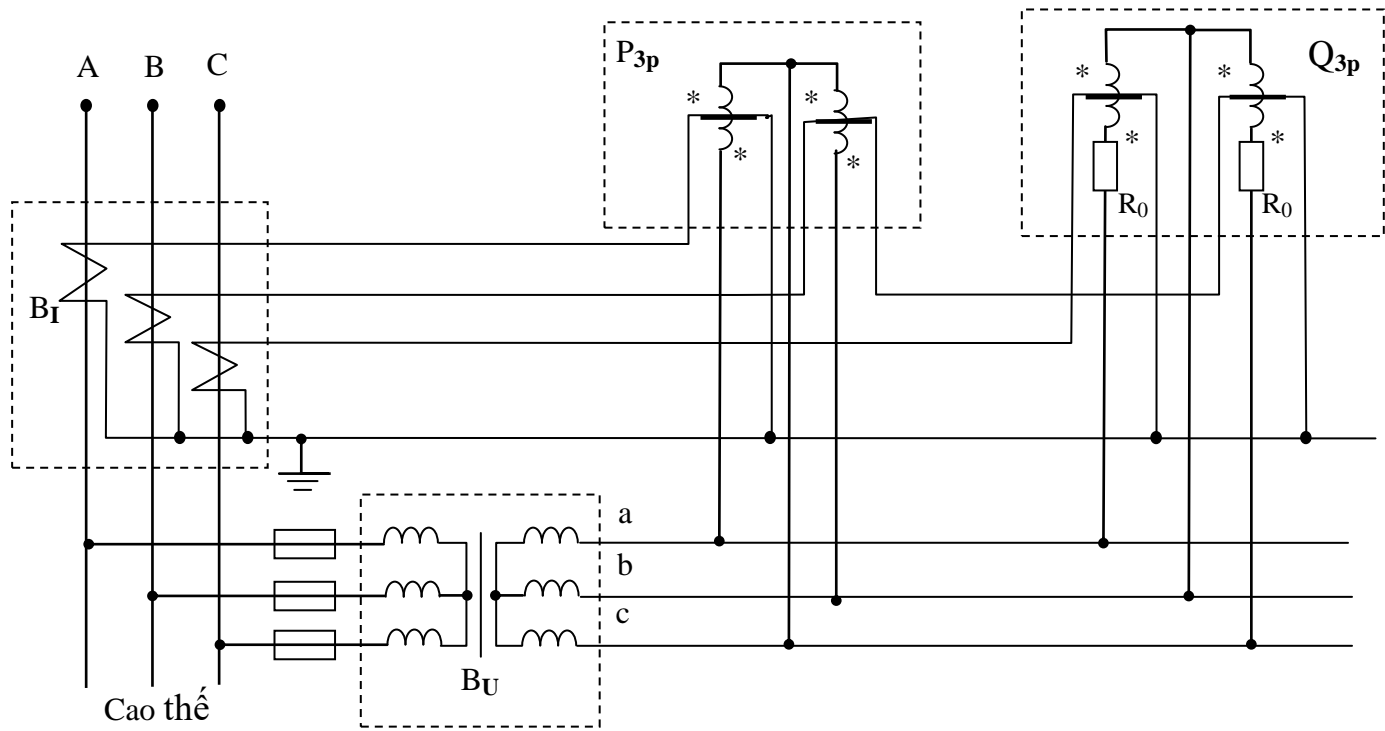 A B C
P3p
Q3p
* * * *
* * * *
R0 R0
BI
a
b
c
BU
Cao thế